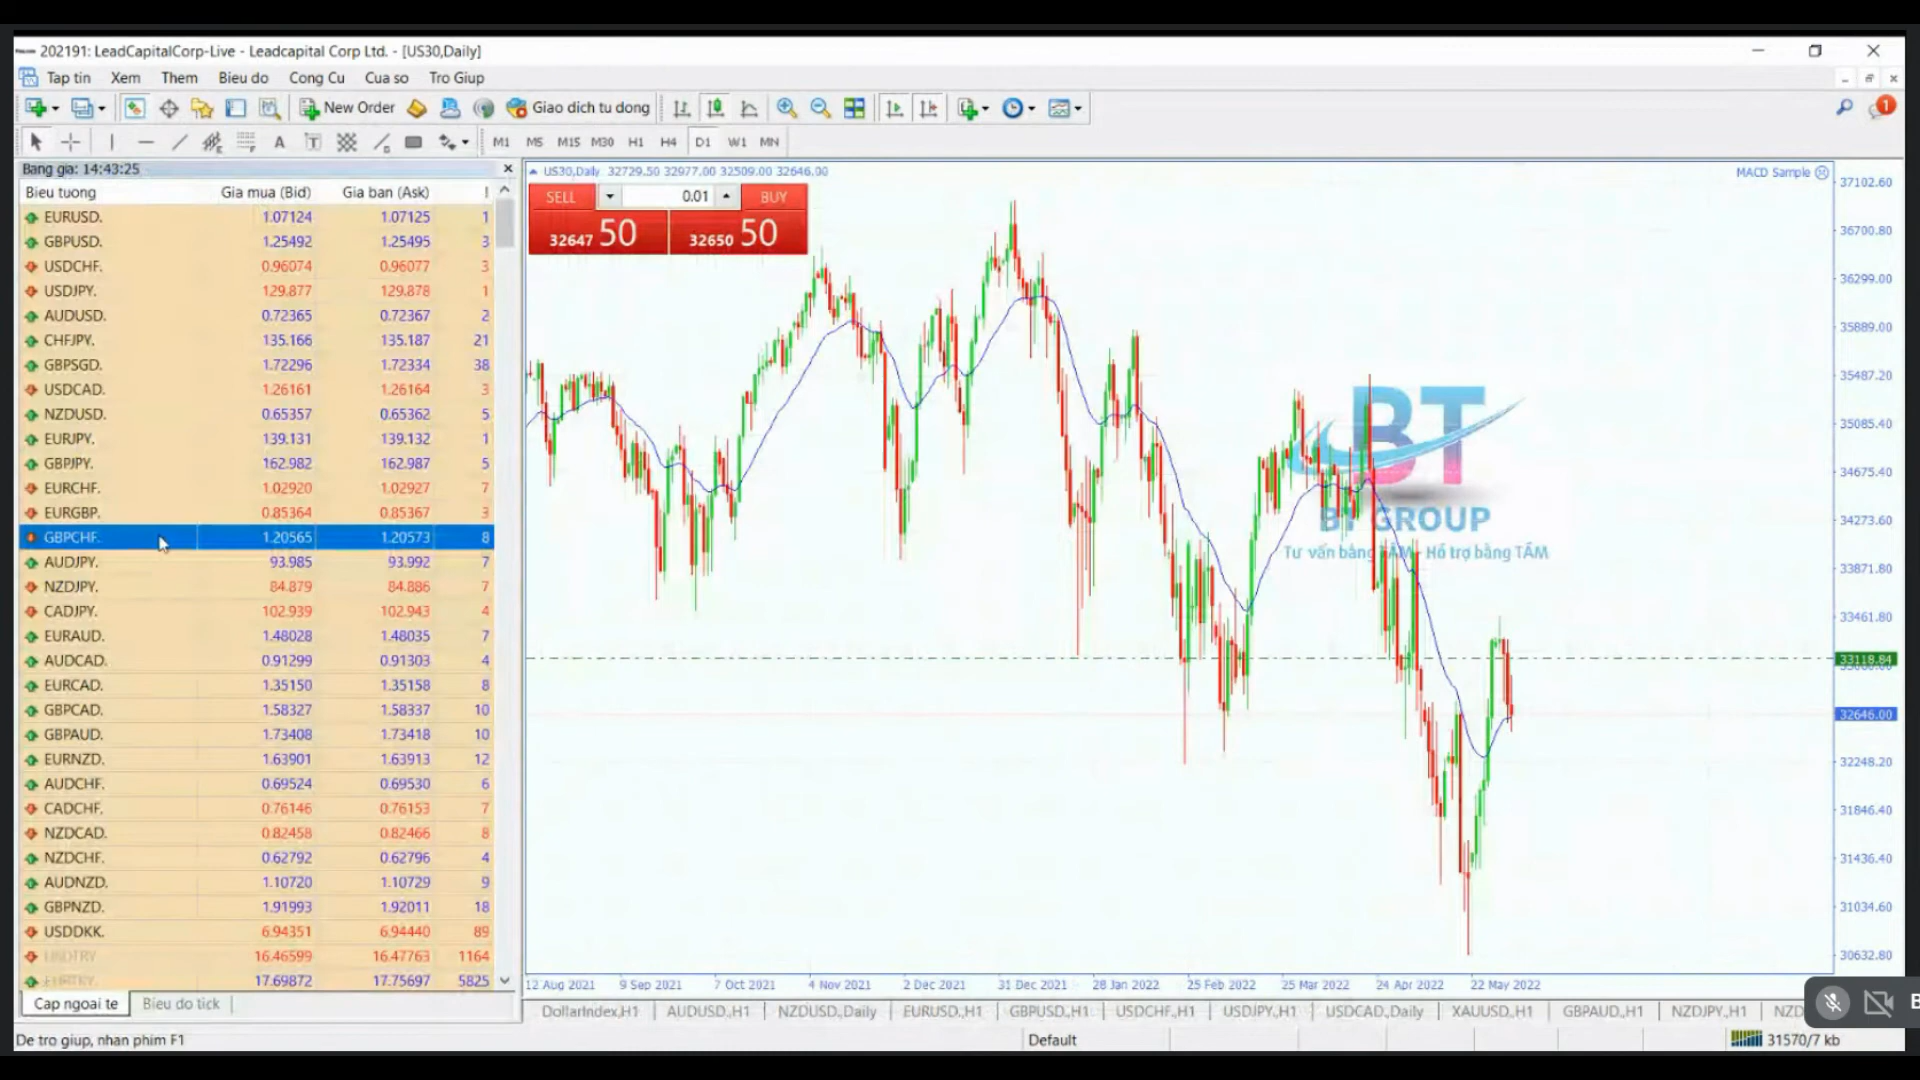 202191: LeadCapitalCorp-Live - Leadcapital Corp Ltd. - [US30,Daily]
Tap tin Xem Them Bieu do Cong Cu Cua so Tro Giup
New Order Giao dich tu dong 1
A T M1 M5 M15 M30 H1 H4 D1 W1 MN
Bang gia: 14:43:25
Bieu tuong Gia mua (Bid) Gia ban (Ask)
EURUSD. 1.07124 1.07125 1
GBPUSD. 1.25492 1.25495 3
USDCHF. 0.96074 0.96077 3
USDJPY. 129.877 129.878 1
AUDUSD. 0.72365 0.72367 2
CHFJPY. 135.166 135.187 21
GBPSGD. 1.72296 1.72334 38
USDCAD. 1.26161 1.26164 3
NZDUSD. 0.65357 0.65362 5
EURJPY. 139.131 139.132 1
GBPJPY. 162.982 162.987 5
EURCHF. 1.02920 1.02927 7
EURGBP. 0.85364 0.85367 3
GBPCHF. 1.20565 1.20573 8
AUDJPY. 93.985 93.992 7
NZDJPY. 84.879 84.886 7
CADJPY. 102.939 102.943 4
EURAUD. 1.48028 1.48035 7
AUDCAD. 0.91299 0.91303 4
EURCAD. 1.35150 1.35158 8
GBPCAD. 1.58327 1.58337 10
GBPAUD. 1.73408 1.73418 10
EURNZD. 1.63901 1.63913 12
AUDCHF. 0.69524 0.69530 6
CADCHF. 0.76146 0.76153 7
NZDCAD. 0.82458 0.82466 8
NZDCHF. 0.62792 0.62796 4
AUDNZD. 1.10720 1.10729 9
GBPNZD. 1.91993 1.92011 18
USDDKK. 6.94351 6.94440 89
USDTRY 16.46599 16.47763 1164
EURTRY. 17.69872 17.75697 5825
Cap ngoai te Bieu do tick
US30,Daily 32729.50 32977.00 32509.00 32646.00
MACD Sample
SELL 0.01 BUY
32647 50 32650 50
BT
BT GROUP
Tư vấn bằng TÂM - Hỗ trợ bằng TẦM
37102.60
36700.80
36299.00
35889.00
35487.20
35085.40
34675.40
34273.60
33871.80
33461.80
33118.84
32646.00
32248.20
31846.40
31436.40
31034.60
30632.80
12 Aug 2021 9 Sep 2021 7 Oct 2021 4 Nov 2021 2 Dec 2021 31 Dec 2021 28 Jan 2022 25 Feb 2022 25 Mar 2022 24 Apr 2022 22 May 2022
DollarIndex,H1 AUDUSD.,H1 NZDUSD.,Daily EURUSD.,H1 GBPUSD.,H1 USDCHF.,H1 USDJPY.,H1 USDCAD.,Daily XAUUSD.,H1 GBPAUD.,H1 NZDJPY.,H1 NZD
De tro giup, nhan phim F1 Default 31570/7 kb